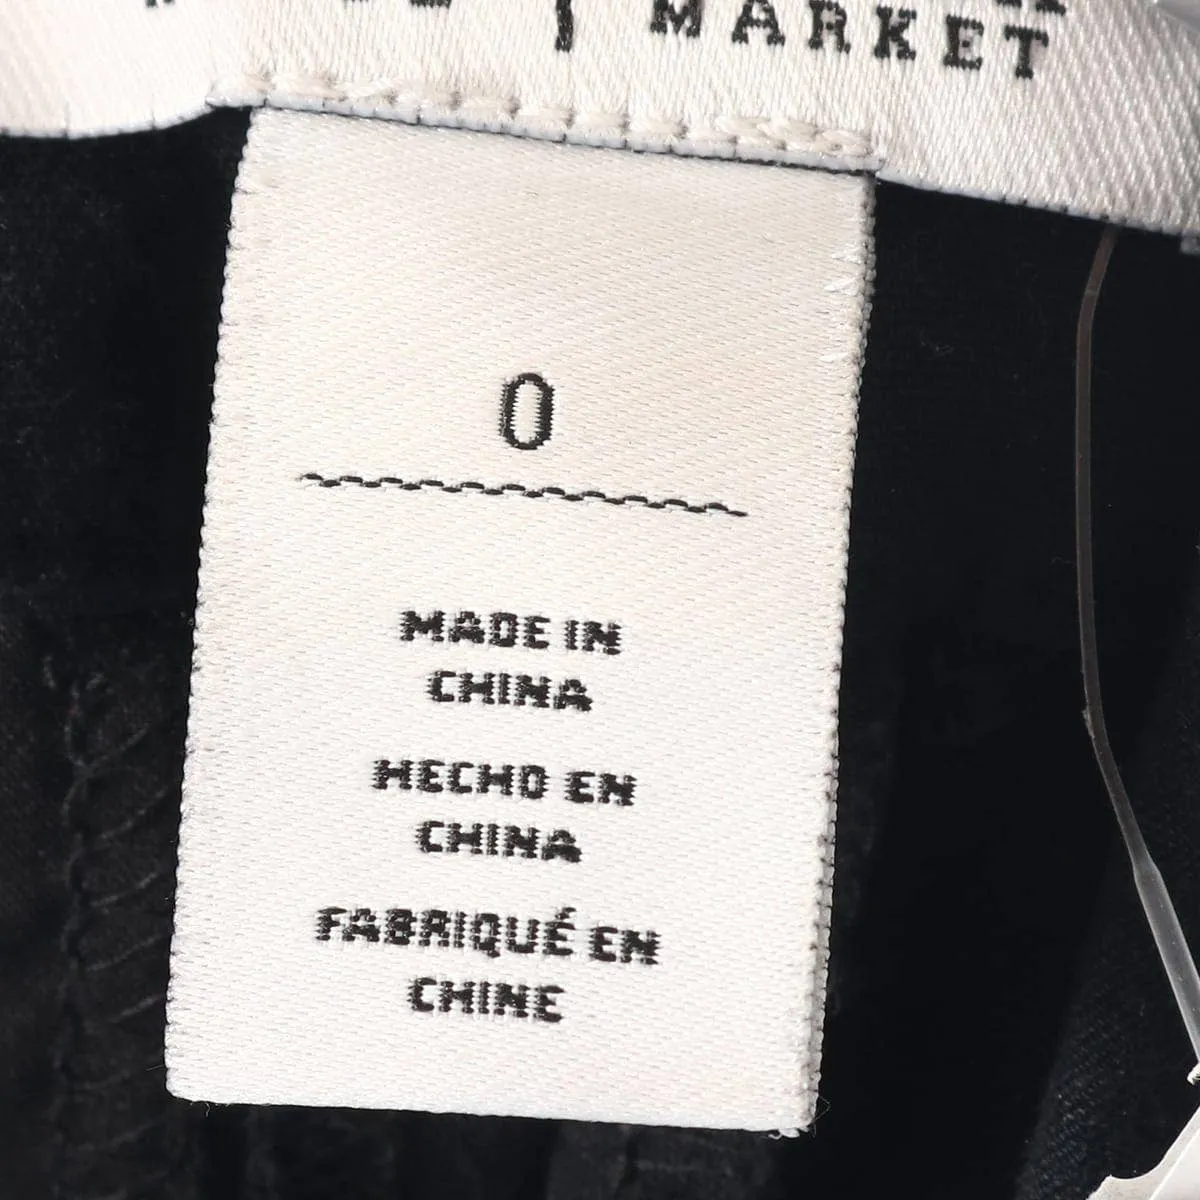 MARKET
0
MADE IN
CHINA
HECHO EN
CHINA
FABRIQUÉ EN
CHINE